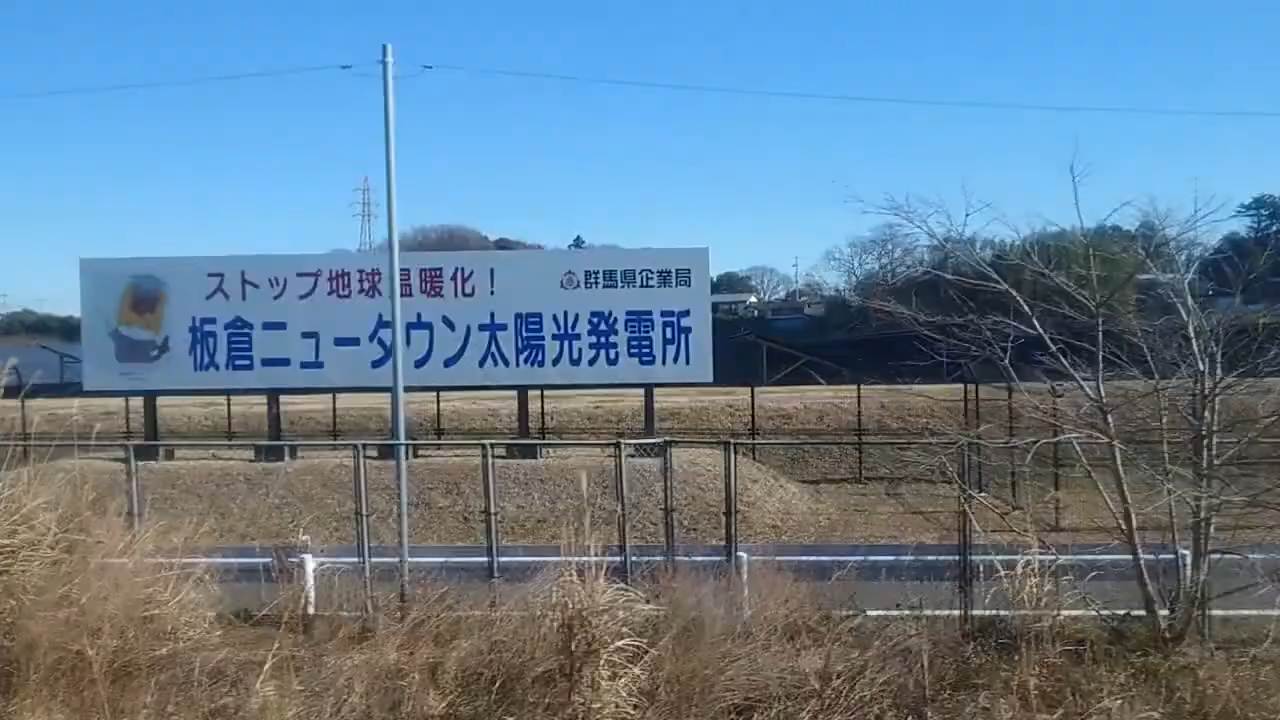 ストップ地球温暖化！
群馬県企業局
板倉ニュータウン太陽光発電所